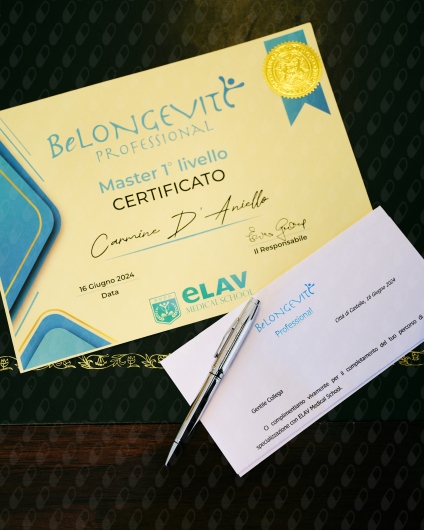 BeLONGEVITY
PROFESSIONAL
Master 1° livello
CERTIFICATO
Carmine D'Aniello
16 Giugno 2024
Data
Il Responsabile
eLAV
MEDICAL SCHOOL
BeLONGEVITY
Professional
Città di Castello, 16 Giugno 2024
Gentile Collega
Ci complimentiamo vivamente per il completamento del tuo percorso di
specializzazione con ELAV Medical School.